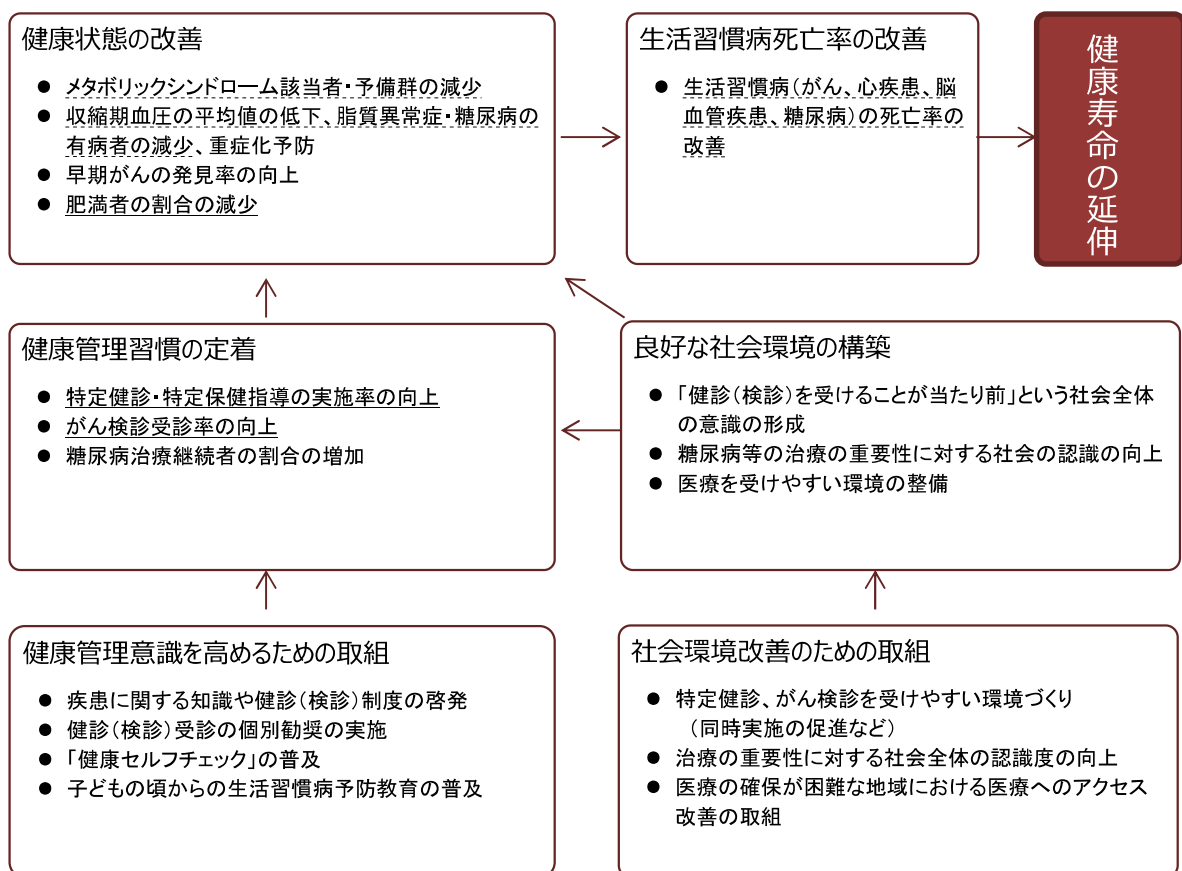 健康状態の改善
● メタボリックシンドローム該当者・予備群の減少
● 収縮期血圧の平均値の低下、脂質異常症・糖尿病の
有病者の減少、重症化予防
● 早期がんの発見率の向上
● 肥満者の割合の減少
生活習慣病死亡率の改善
● 生活習慣病（がん、心疾患、脳
血管疾患、糖尿病）の死亡率の
改善
健康寿命の延伸
健康管理習慣の定着
● 特定健診・特定保健指導の実施率の向上
● がん検診受診率の向上
● 糖尿病治療継続者の割合の増加
良好な社会環境の構築
● 「健診（検診）を受けることが当たり前」という社会全体
の意識の形成
● 糖尿病等の治療の重要性に対する社会の認識の向上
● 医療を受けやすい環境の整備
健康管理意識を高めるための取組
● 疾患に関する知識や健診（検診）制度の啓発
● 健診（検診）受診の個別勧奨の実施
● 「健康セルフチェック」の普及
● 子どもの頃からの生活習慣病予防教育の普及
社会環境改善のための取組
● 特定健診、がん検診を受けやすい環境づくり
（同時実施の促進など）
● 治療の重要性に対する社会全体の認識度の向上
● 医療の確保が困難な地域における医療へのアクセス
改善の取組